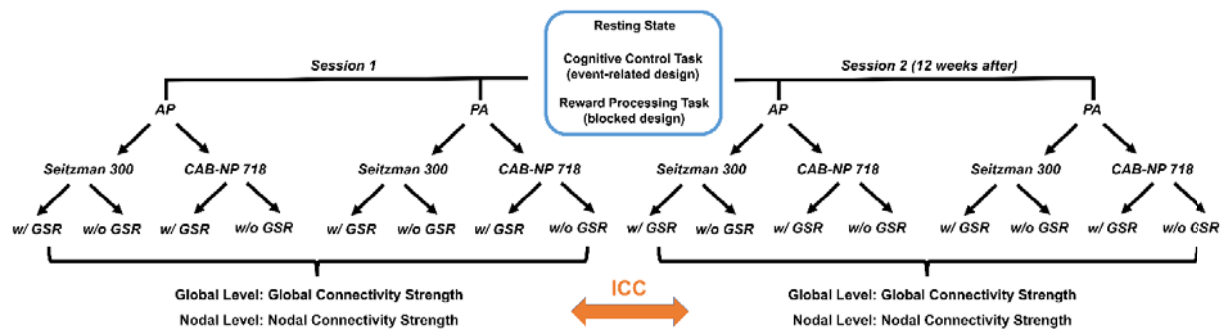 Resting State
Cognitive Control Task
(event-related design)
Reward Processing Task
(blocked design)
Session 1
Session 2 (12 weeks after)
AP
PA
AP
PA
Seitzman 300
CAB-NP 718
Seitzman 300
CAB-NP 718
Seitzman 300
CAB-NP 718
Seitzman 300
CAB-NP 718
w/ GSR
w/o GSR
w/ GSR
w/o GSR
w/ GSR
w/o GSR
w/ GSR
w/o GSR
w/ GSR
w/o GSR
w/ GSR
w/o GSR
w/ GSR
w/o GSR
w/ GSR
w/o GSR
Global Level: Global Connectivity Strength
Nodal Level: Nodal Connectivity Strength
ICC
Global Level: Global Connectivity Strength
Nodal Level: Nodal Connectivity Strength